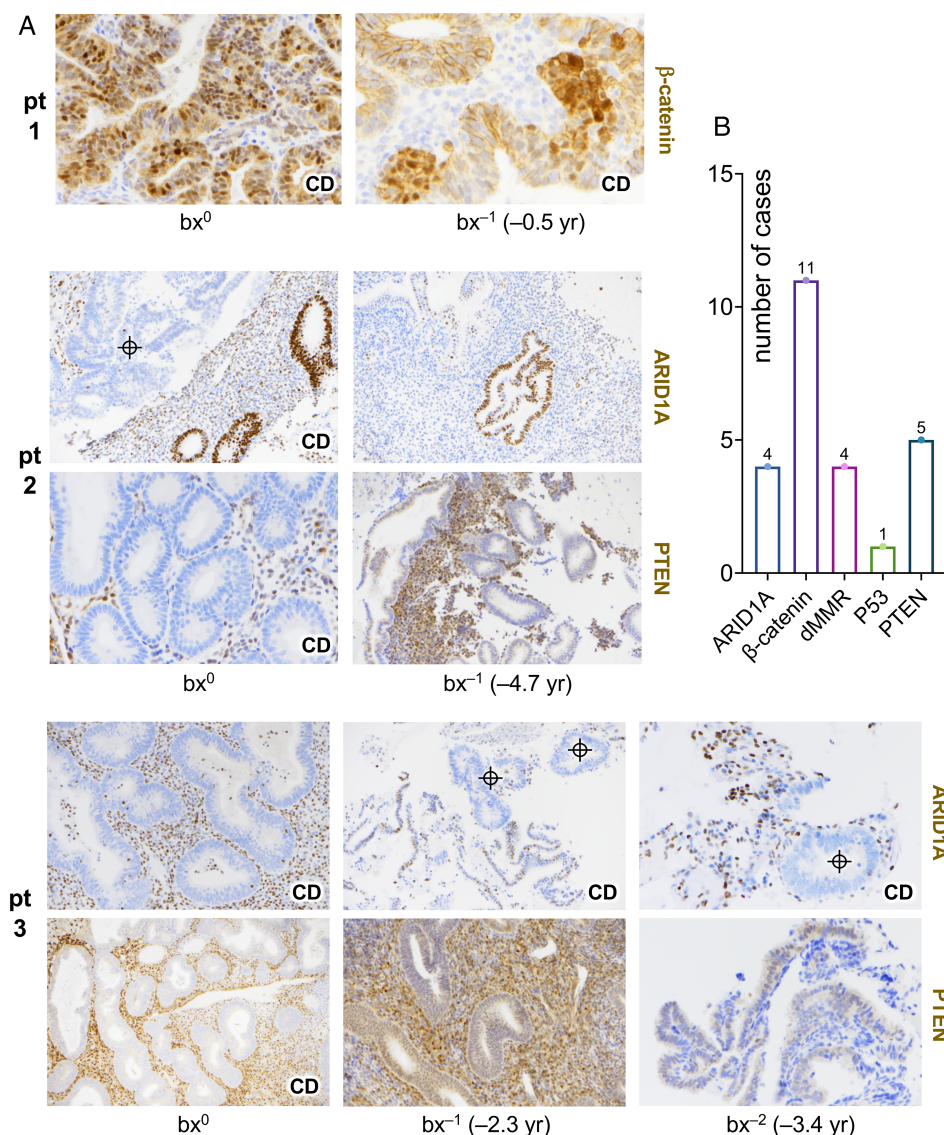 A
pt
1
CD
CD
β-catenin
bx⁰
bx⁻¹ (–0.5 yr)
B
number of cases
15
10
5
0
4
11
4
1
5
ARID1A
β-catenin
dMMR
P53
PTEN
pt
2
CD
ARID1A
CD
PTEN
bx⁰
bx⁻¹ (–4.7 yr)
pt
3
CD
CD
CD
ARID1A
CD
PTEN
bx⁰
bx⁻¹ (–2.3 yr)
bx⁻² (–3.4 yr)